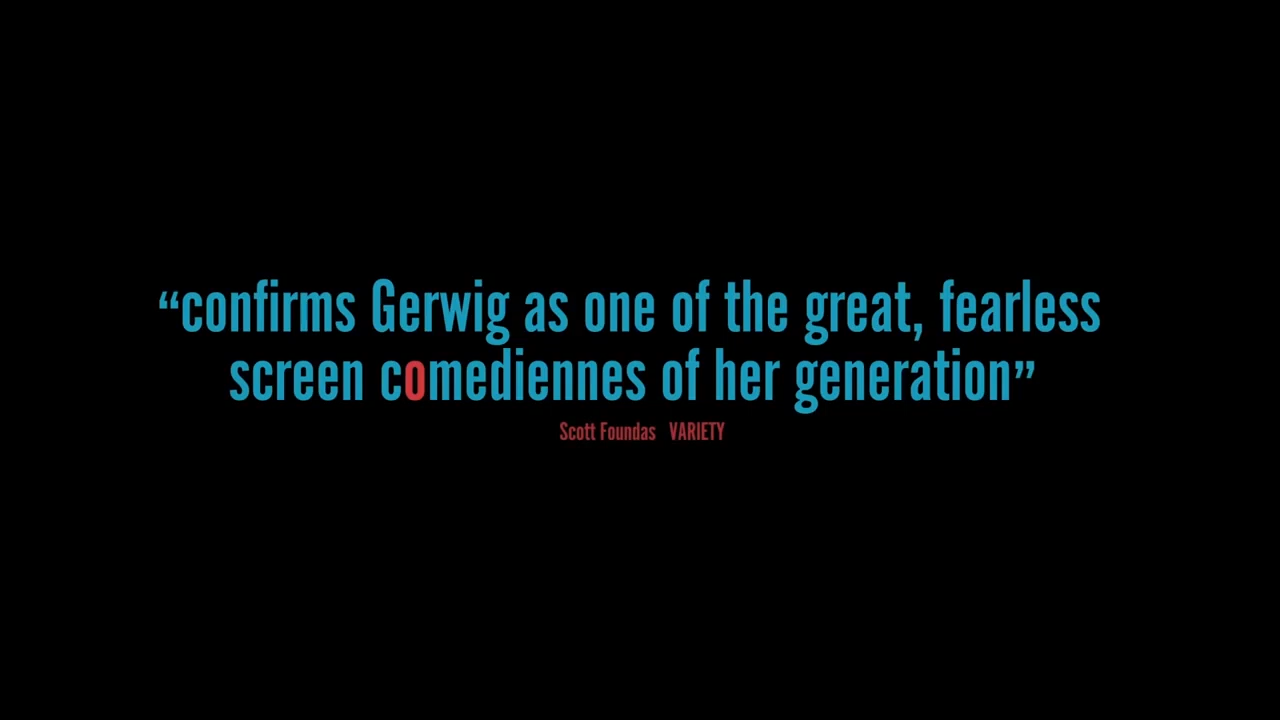 “confirms Gerwig as one of the great, fearless
screen comediennes of her generation”
Scott Foundas VARIETY